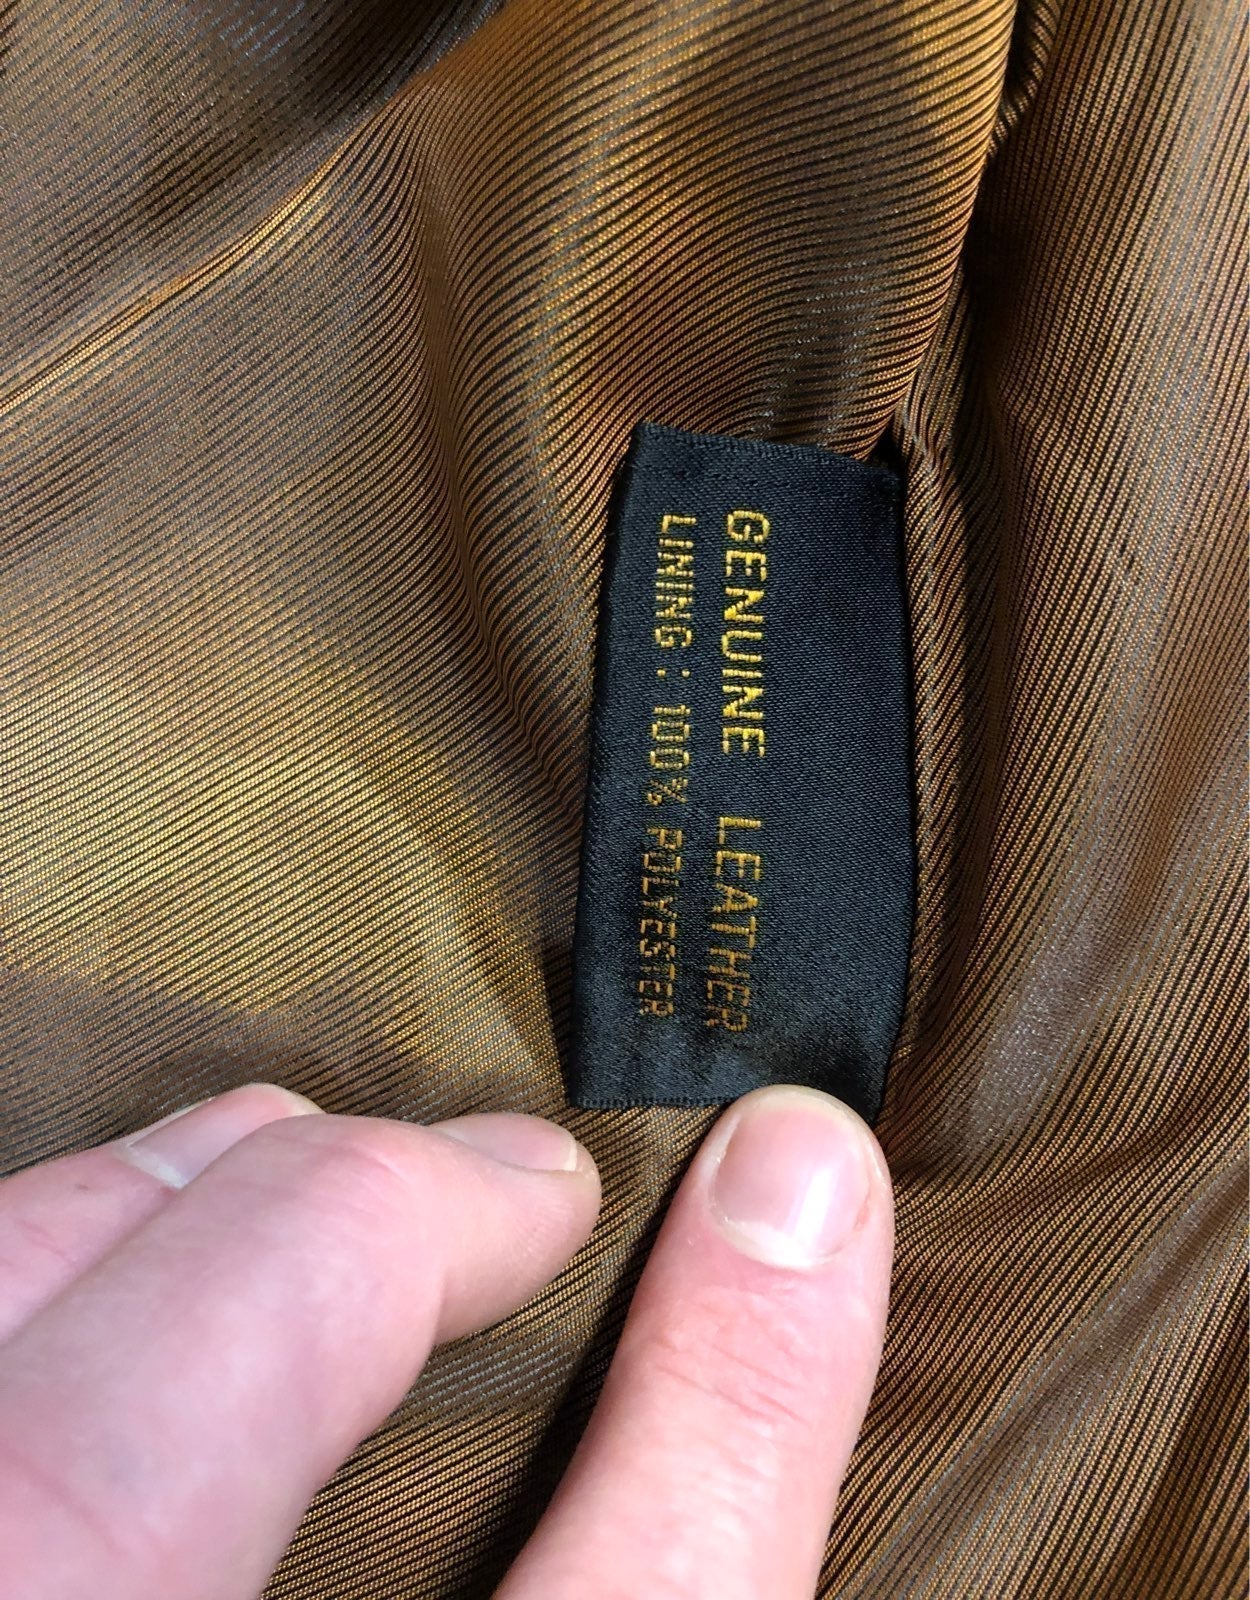 GENUINE LEATHER
LINING : 100% POLYESTER